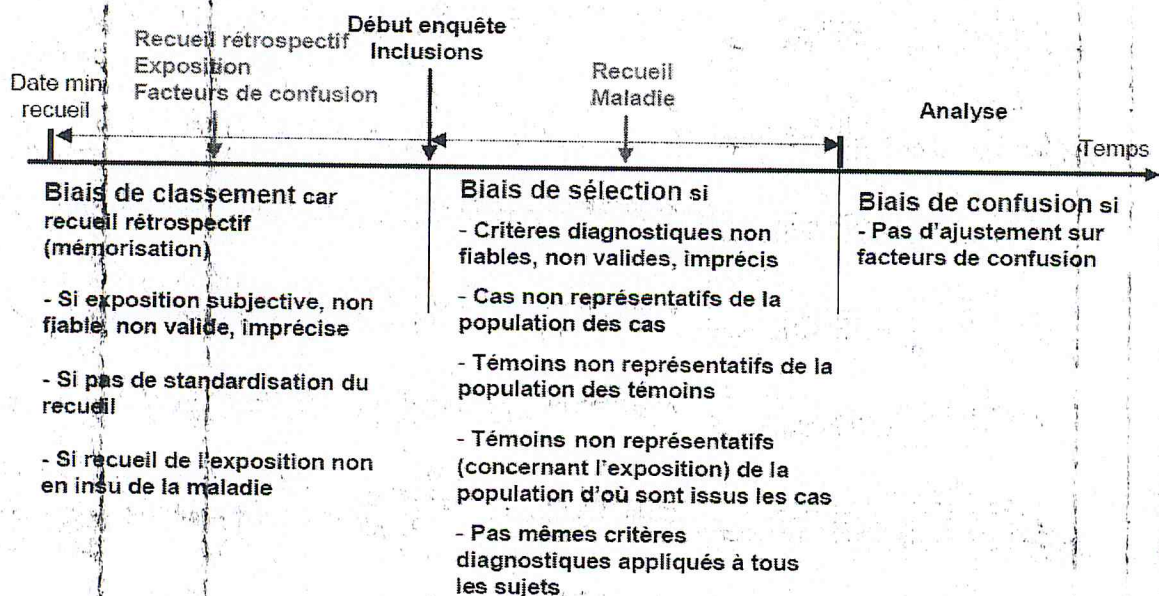 Début enquête
Inclusions
Recueil rétrospectif
Exposition
Facteurs de confusion
Date min
recueil
Recueil
Maladie
Analyse
Temps
Biais de classement car
recueil rétrospectif
(mémorisation)
- Si exposition subjective, non
fiable, non valide, imprécise
- Si pas de standardisation du
recueil
- Si recueil de l'exposition non
en insu de la maladie
Biais de sélection si
- Critères diagnostiques non
fiables, non valides, imprécis
- Cas non représentatifs de la
population des cas
- Témoins non représentatifs de la
population des témoins
- Témoins non représentatifs
(concernant l'exposition) de la
population d'où sont issus les cas
- Pas mêmes critères
diagnostiques appliqués à tous
les sujets
Biais de confusion si
- Pas d'ajustement sur
facteurs de confusion